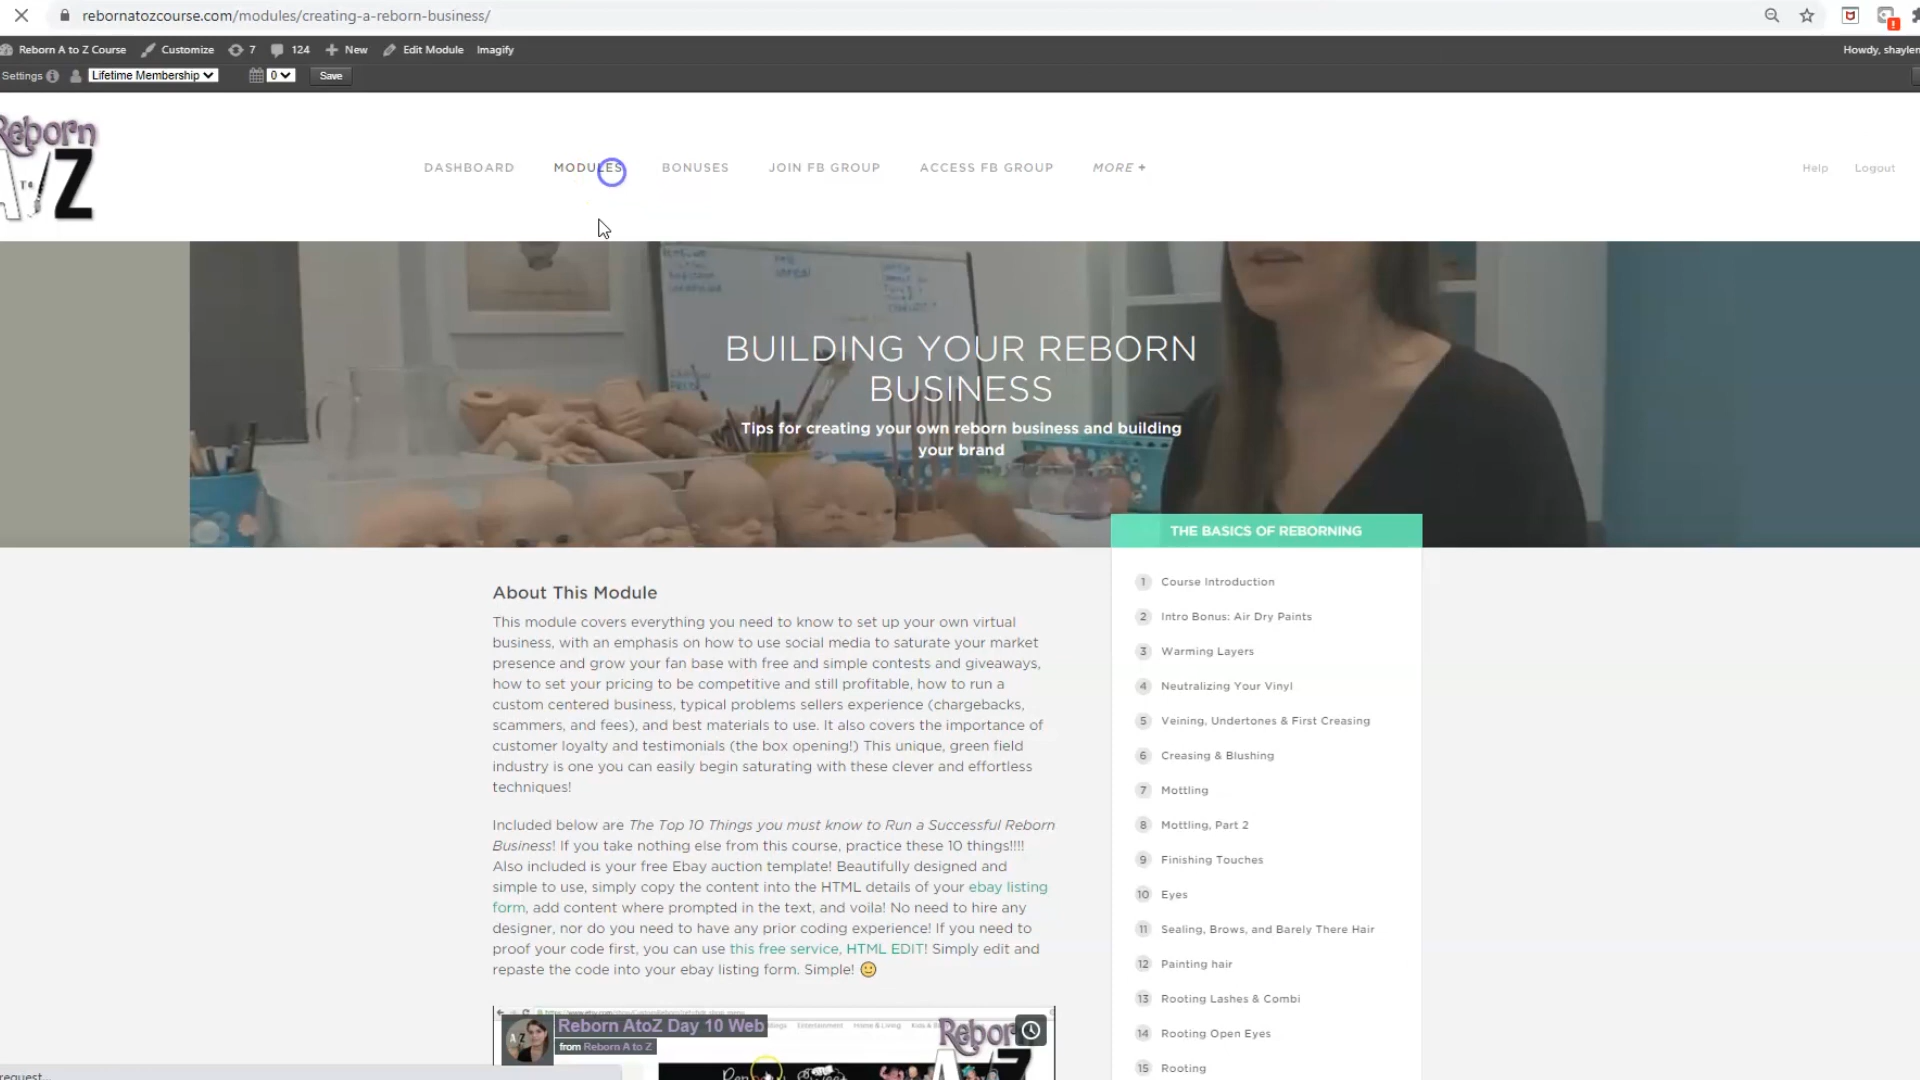 rebornatozcourse.com/modules/creating-a-reborn-business/
Reborn A to Z Course Customize 7 124 New Edit Module Imagify Howdy, shaylen
Settings Lifetime Membership 0 Save
Reborn
A TO Z
DASHBOARD MODULES BONUSES JOIN FB GROUP ACCESS FB GROUP MORE + Help Logout
BUILDING YOUR REBORN
BUSINESS
Tips for creating your own reborn business and building
your brand
THE BASICS OF REBORNING
1 Course Introduction
2 Intro Bonus: Air Dry Paints
3 Warming Layers
4 Neutralizing Your Vinyl
5 Veining, Undertones & First Creasing
6 Creasing & Blushing
7 Mottling
8 Mottling, Part 2
9 Finishing Touches
10 Eyes
11 Sealing, Brows, and Barely There Hair
12 Painting hair
13 Rooting Lashes & Combi
14 Rooting Open Eyes
15 Rooting
About This Module
This module covers everything you need to know to set up your own virtual
business, with an emphasis on how to use social media to saturate your market
presence and grow your fan base with free and simple contests and giveaways,
how to set your pricing to be competitive and still profitable, how to run a
custom centered business, typical problems sellers experience (chargebacks,
scammers, and fees), and best materials to use. It also covers the importance of
customer loyalty and testimonials (the box opening!) This unique, green field
industry is one you can easily begin saturating with these clever and effortless
techniques!
Included below are The Top 10 Things you must know to Run a Successful Reborn
Business! If you take nothing else from this course, practice these 10 things!!!!
Also included is your free Ebay auction template! Beautifully designed and
simple to use, simply copy the content into the HTML details of your ebay listing
form, add content where prompted in the text, and voila! No need to hire any
designer, nor do you need to have any prior coding experience! If you need to
proof your code first, you can use this free service, HTML EDIT! Simply edit and
repaste the code into your ebay listing form. Simple!
Reborn AtoZ Day 10 Web
from Reborn A to Z
Entertainment Home & Living
Reborn
A Z
request...